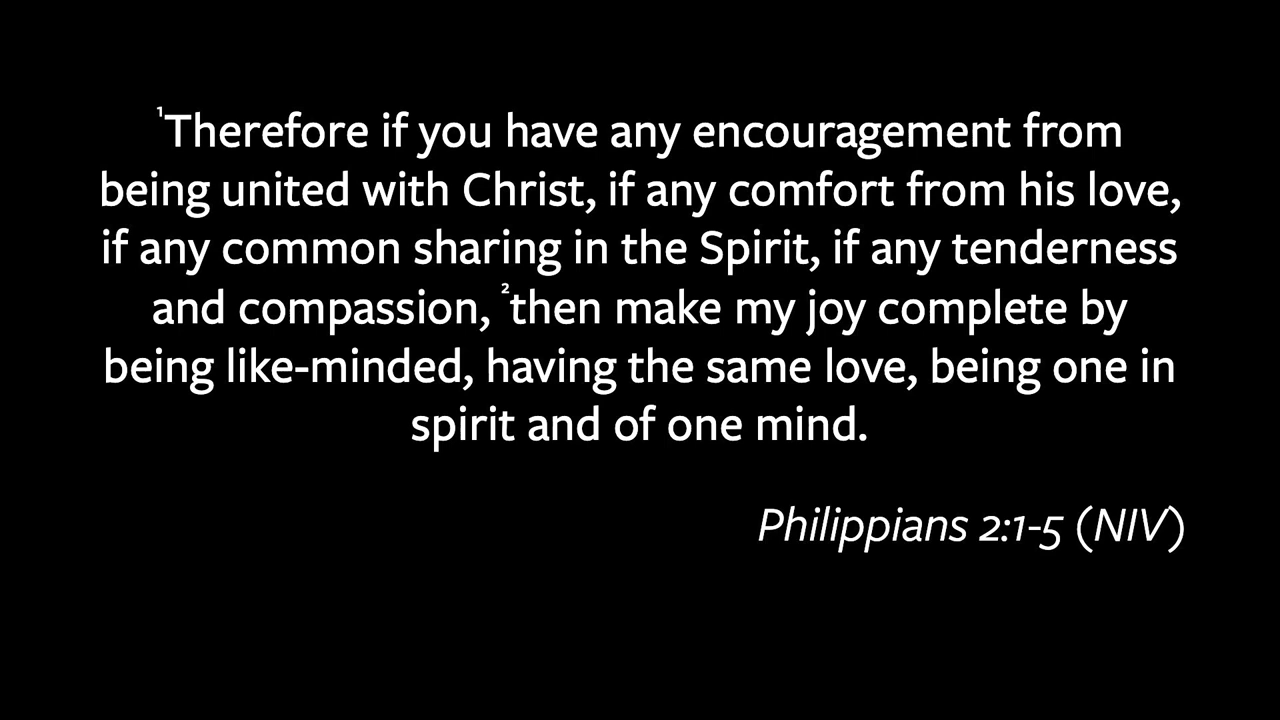 ¹Therefore if you have any encouragement from
being united with Christ, if any comfort from his love,
if any common sharing in the Spirit, if any tenderness
and compassion, ²then make my joy complete by
being like-minded, having the same love, being one in
spirit and of one mind.
Philippians 2:1-5 (NIV)